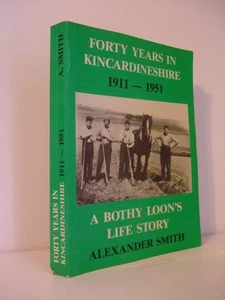 FORTY YEARS IN
KINCARDINESHIRE
1911 — 1951
A BOTHY LOON'S
LIFE STORY
ALEXANDER SMITH
A. SMITH
FORTY YEARS IN
KINCARDINESHIRE 1911 — 1951